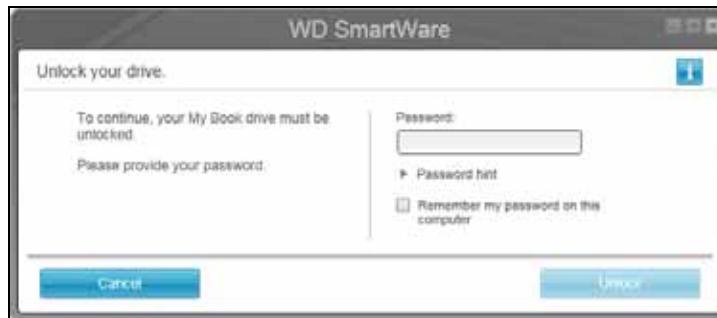 WD SmartWare
Unlock your drive.
To continue, your My Book drive must be
unlocked.
Please provide your password.
Password:
Password hint
Remember my password on this
computer
Cancel
Unlock